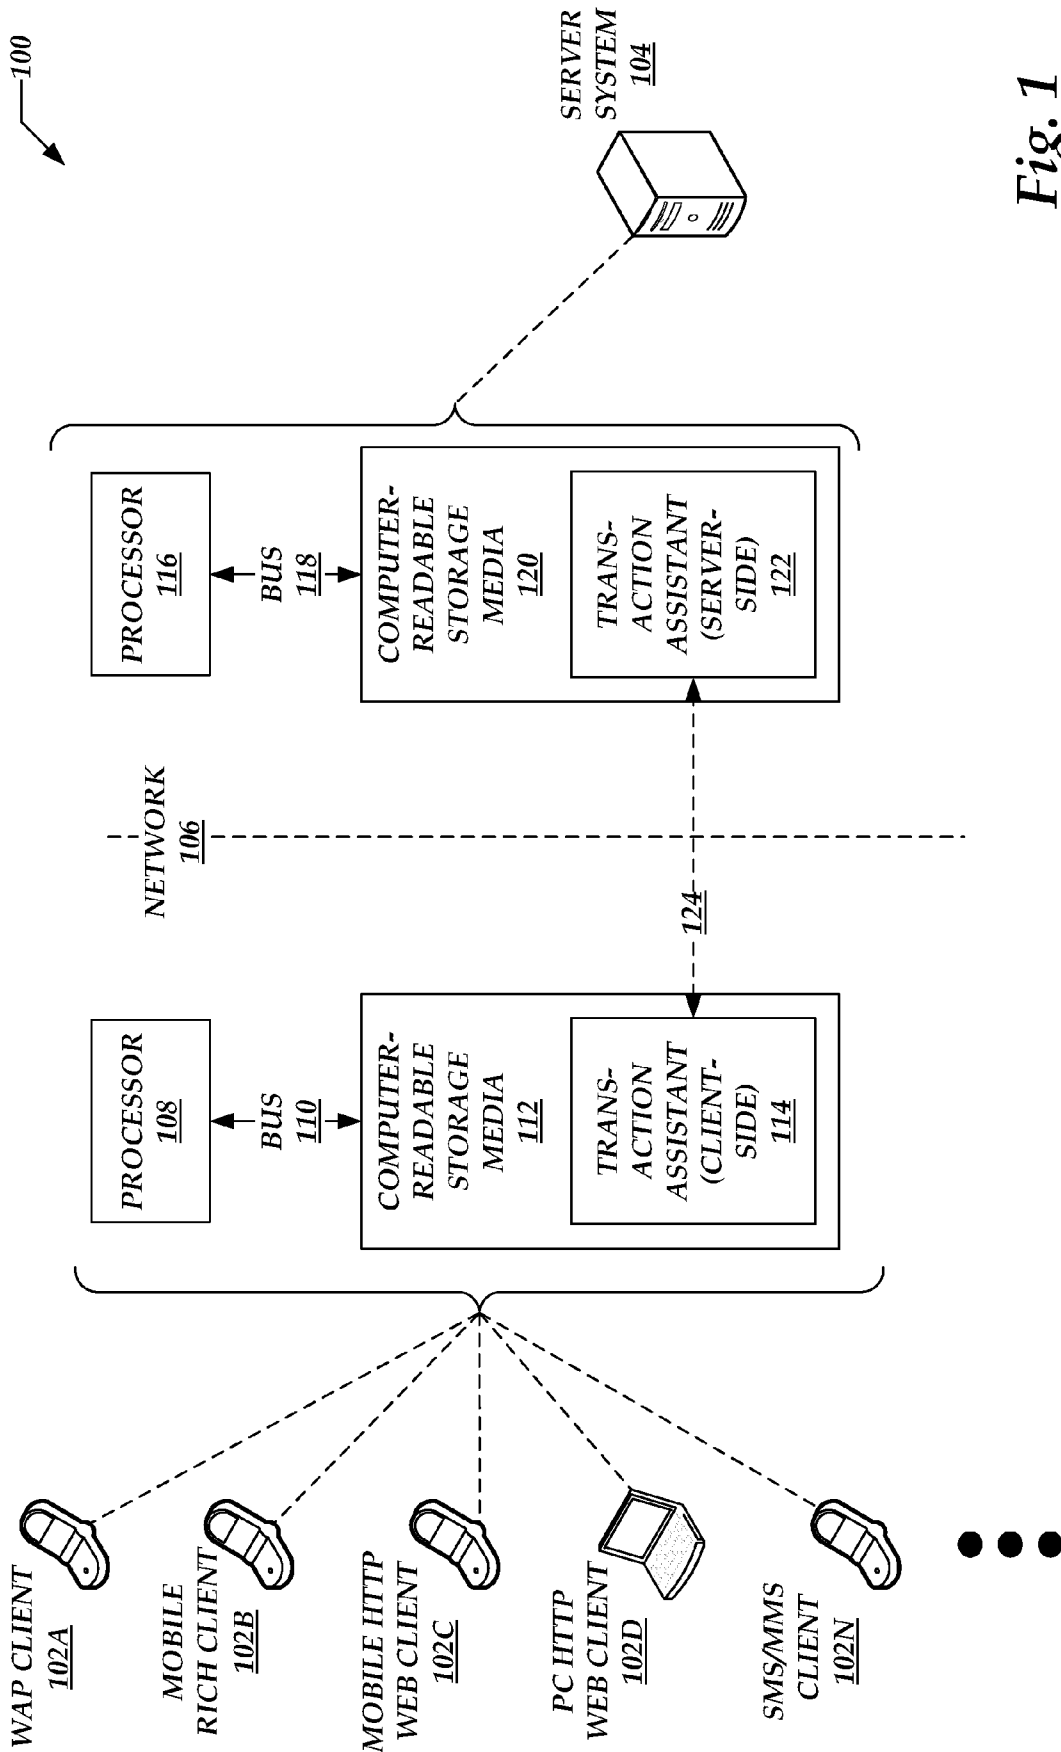 100
WAP CLIENT
102A
MOBILE
RICH CLIENT
102B
MOBILE HTTP
WEB CLIENT
102C
PC HTTP
WEB CLIENT
102D
SMS/MMS
CLIENT
102N
PROCESSOR
108
BUS
110
COMPUTER-
READABLE
STORAGE
MEDIA
112
TRANS-
ACTION
ASSISTANT
(CLIENT-
SIDE)
114
NETWORK
106
124
PROCESSOR
116
BUS
118
COMPUTER-
READABLE
STORAGE
MEDIA
120
TRANS-
ACTION
ASSISTANT
(SERVER-
SIDE)
122
SERVER
SYSTEM
104
Fig. 1